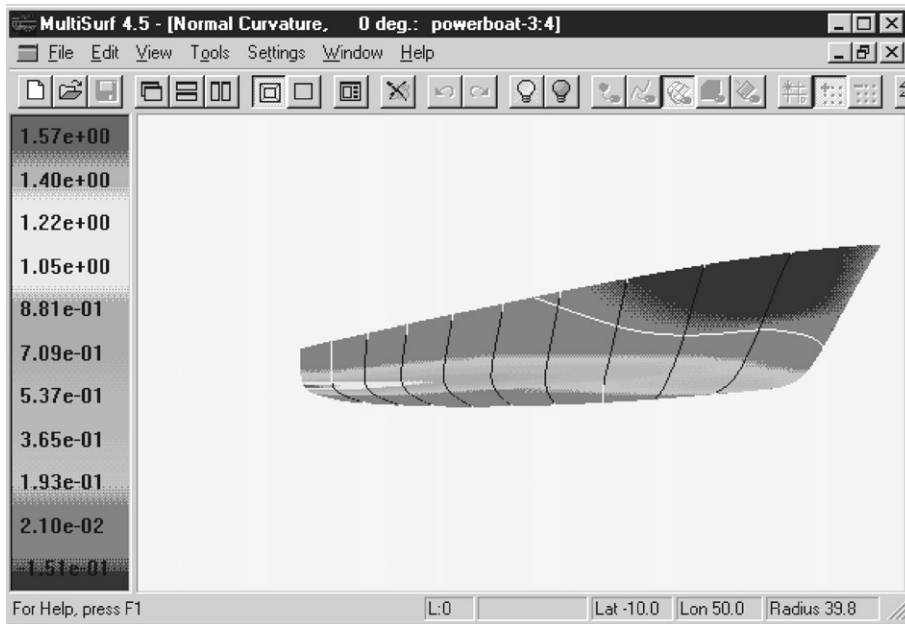 MultiSurf 4.5 - [Normal Curvature, 0 deg.: powerboat-3:4]
File Edit View Tools Settings Window Help
1.57e+00
1.40e+00
1.22e+00
1.05e+00
8.81e-01
7.09e-01
5.37e-01
3.65e-01
1.93e-01
2.10e-02
-1.51e-01
For Help, press F1 L:0 Lat -10.0 Lon 50.0 Radius 39.8